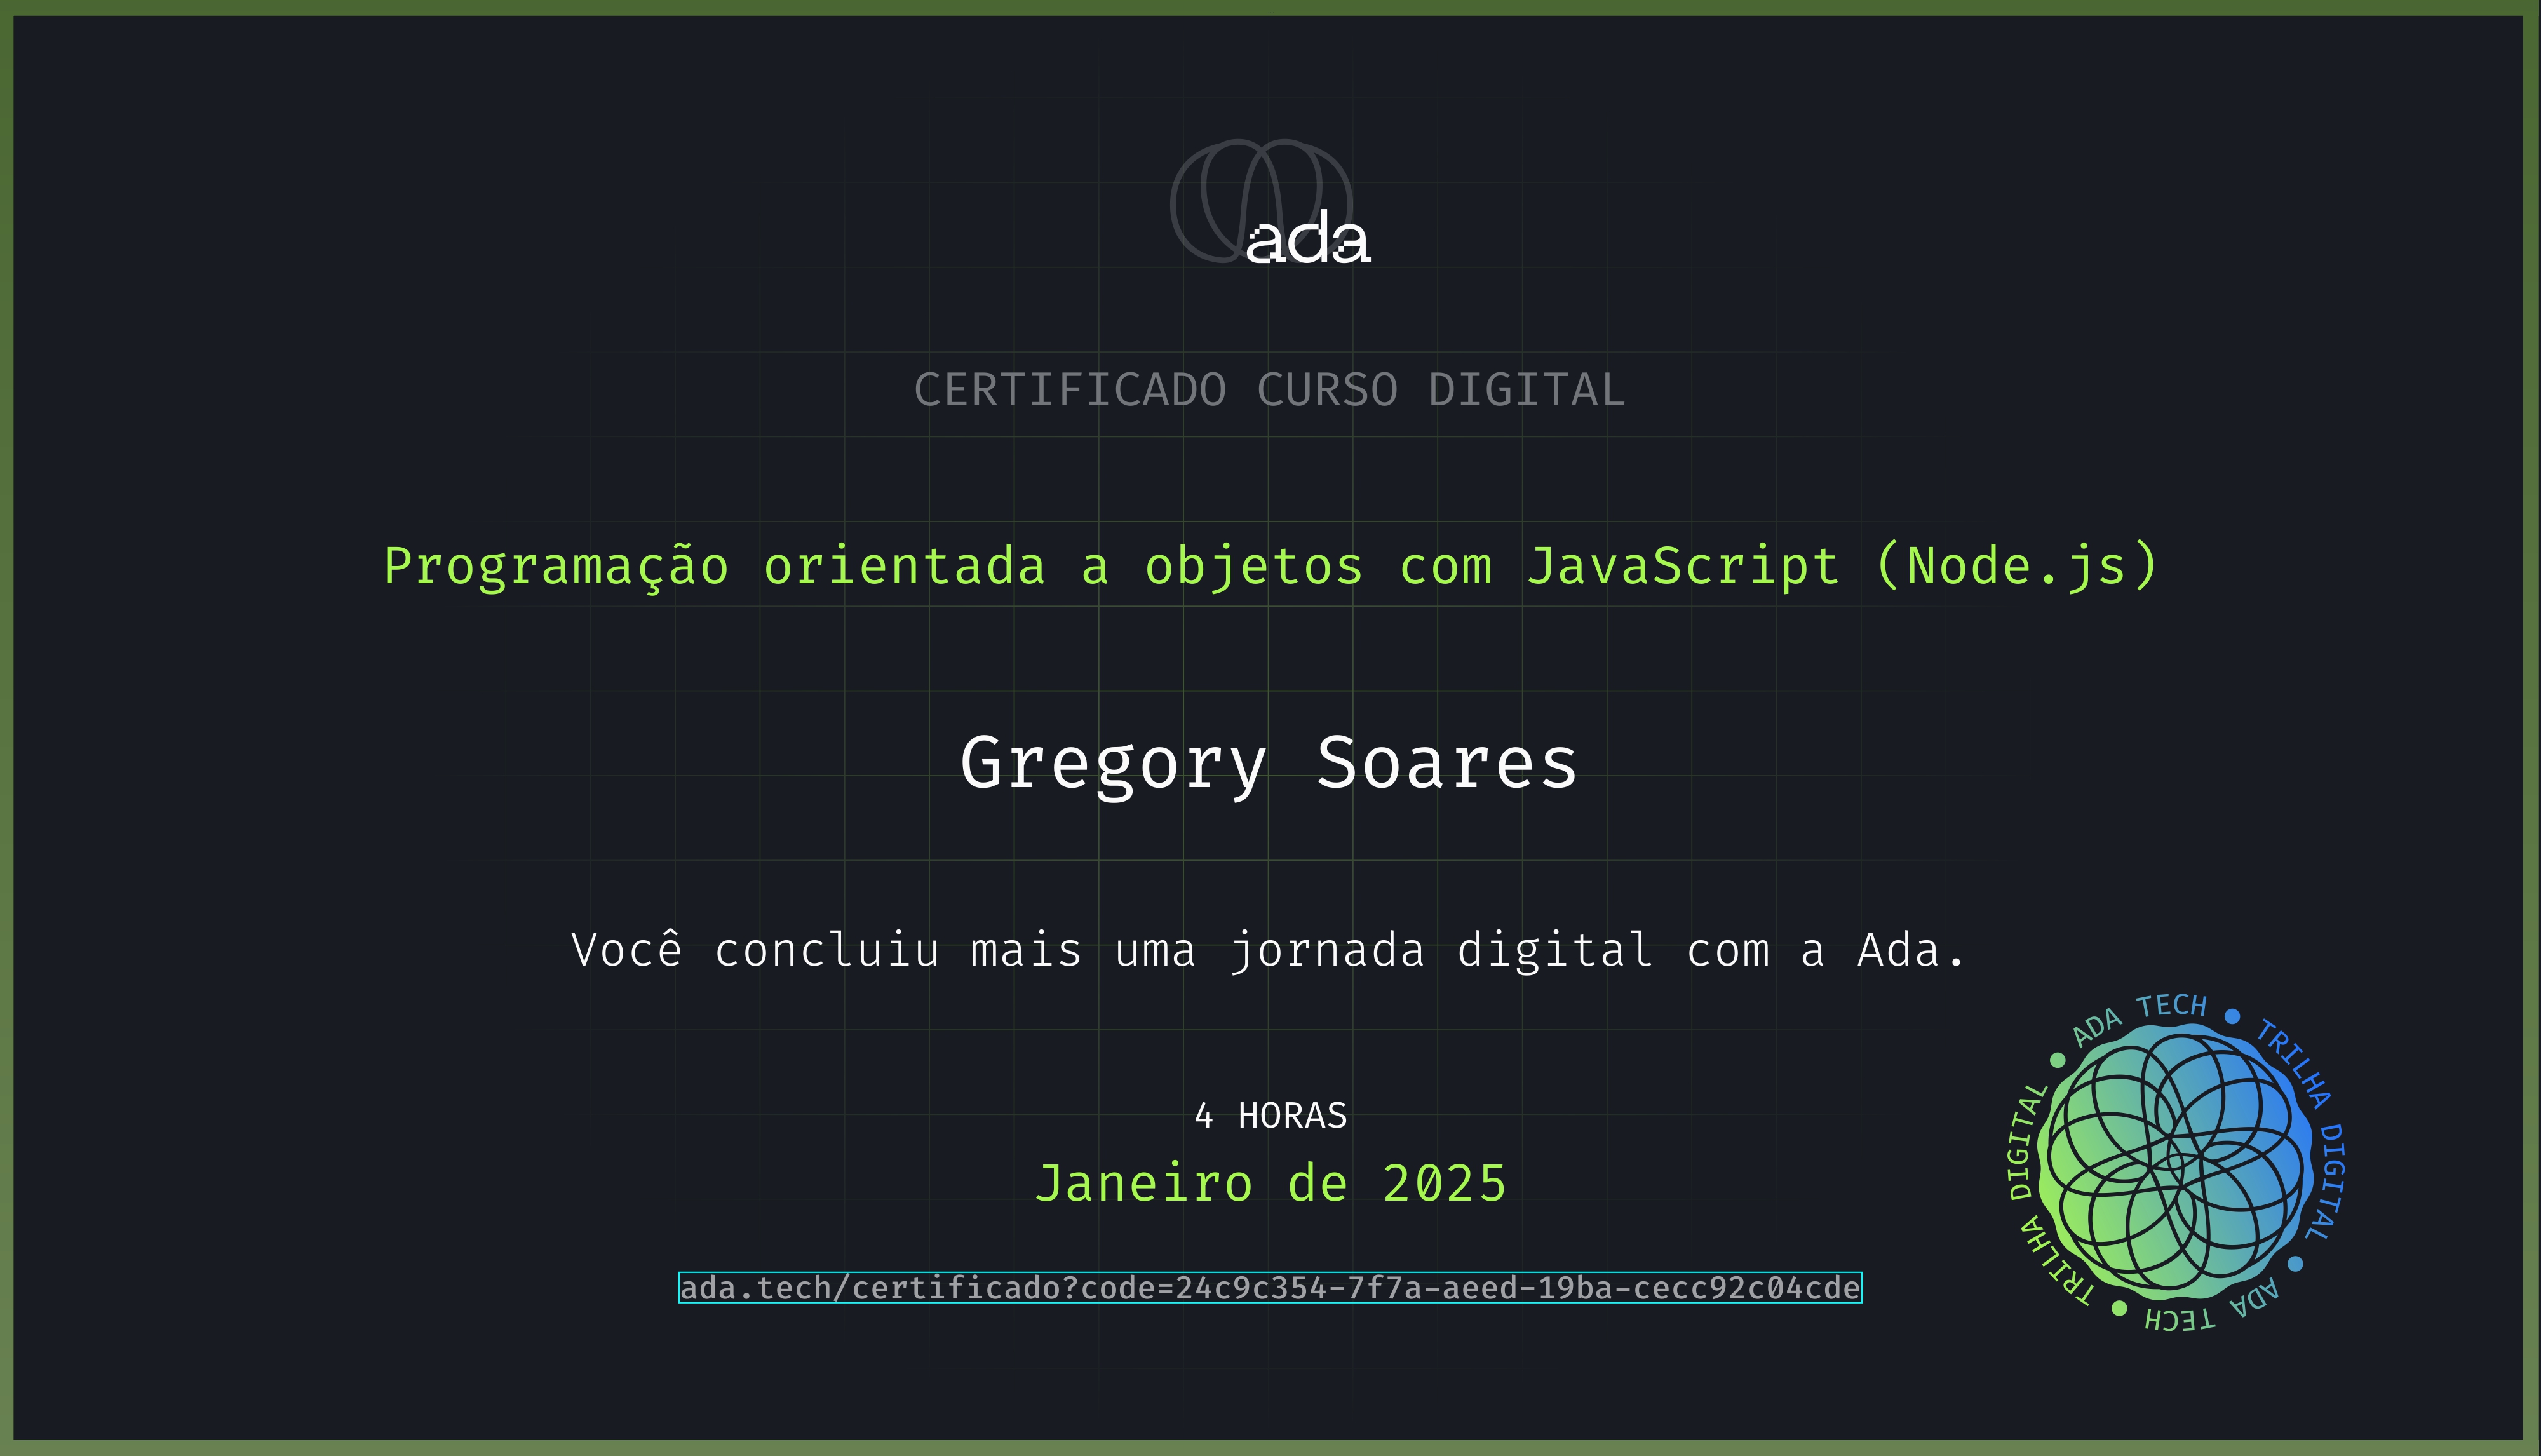 ada
CERTIFICADO CURSO DIGITAL
Programação orientada a objetos com JavaScript (Node.js)
Gregory Soares
Você concluiu mais uma jornada digital com a Ada.
4 HORAS
Janeiro de 2025
ada.tech/certificado?code=24c9c354-7f7a-aeed-19ba-cecc92c04cde
ADA TECH • TRILHA DIGITAL • ADA TECH • TRILHA DIGITAL •